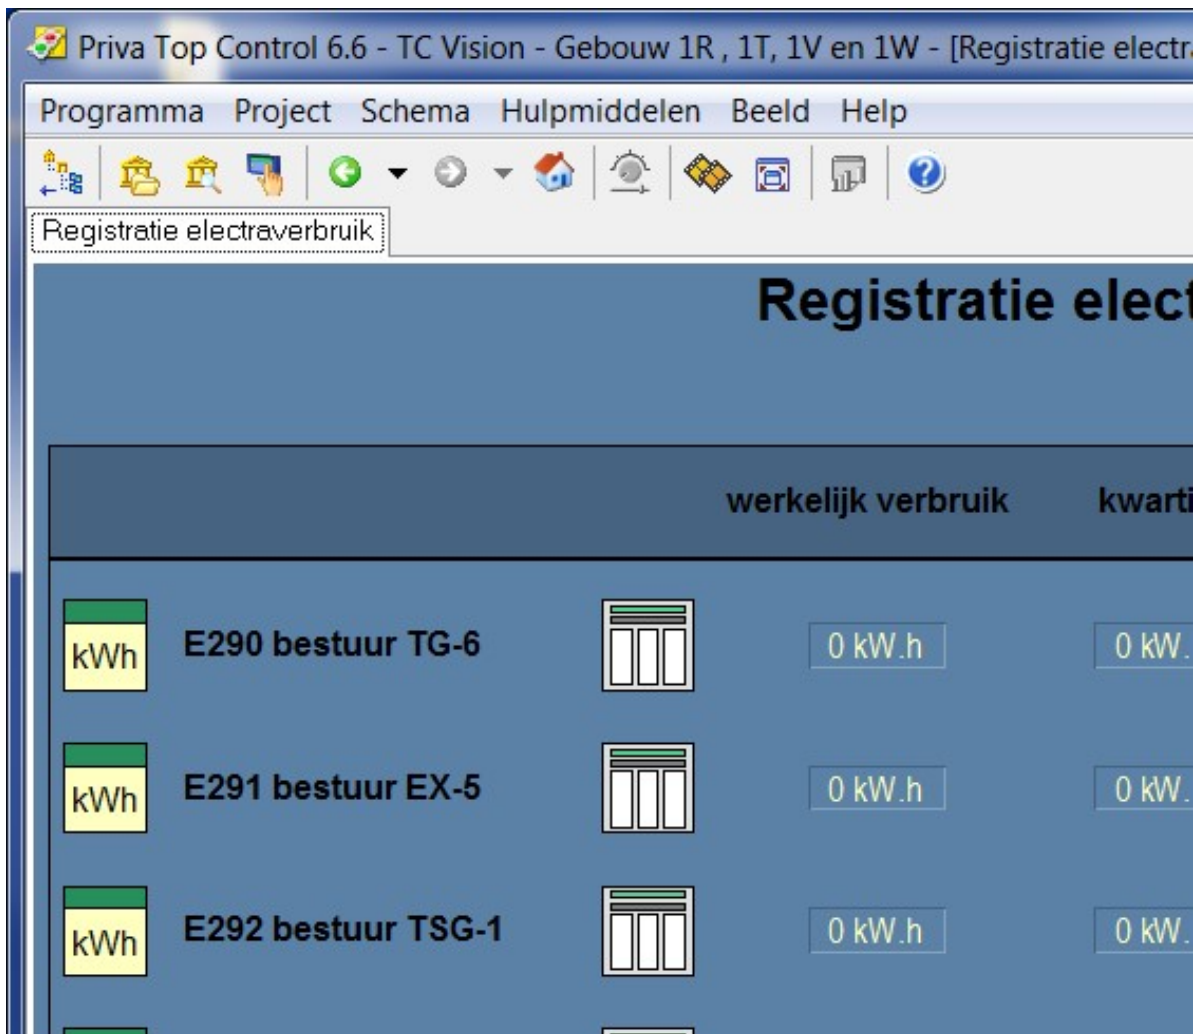 Priva Top Control 6.6 - TC Vision - Gebouw 1R , 1T, 1V en 1W - [Registratie electra
Programma Project Schema Hulpmiddelen Beeld Help
Registratie electraverbruik
Registratie elect
werkelijk verbruik kwarti
kWh E290 bestuur TG-6 0 kW.h 0 kW.
kWh E291 bestuur EX-5 0 kW.h 0 kW.
kWh E292 bestuur TSG-1 0 kW.h 0 kW.